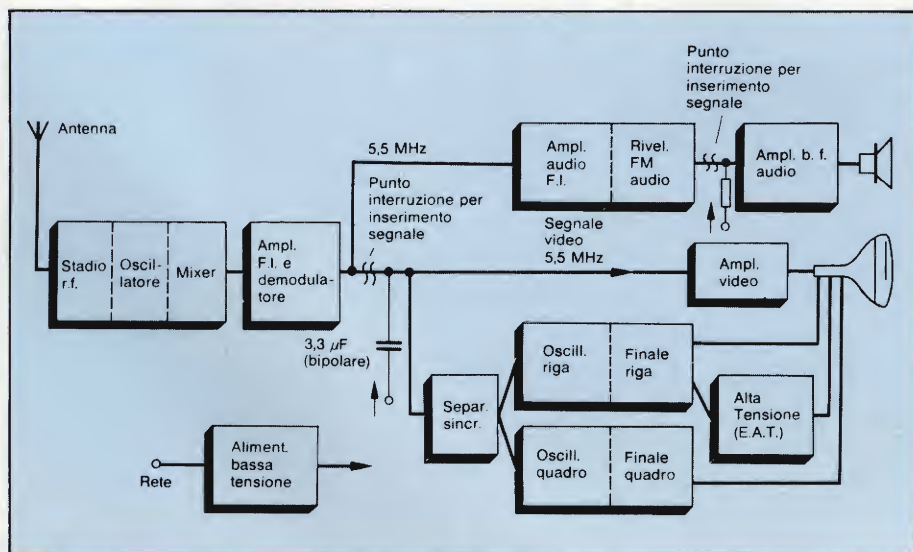 Antenna
Stadio
r.f.
Oscil-
latore
Mixer
Ampl.
F.I. e
demodula-
tore
5,5 MHz
Punto
interruzione per
inserimento
segnale
3,3 µF
(bipolare)
Ampl.
audio
F.I.
Rivel.
FM
audio
Punto
interruzione per
inserimento
segnale
Ampl. b. f.
audio
Segnale
video
5,5 MHz
Ampl.
video
Separ.
sincr.
Oscill.
riga
Finale
riga
Alta
Tensione
(E.A.T.)
Oscill.
quadro
Finale
quadro
Rete
Aliment.
bassa
tensione